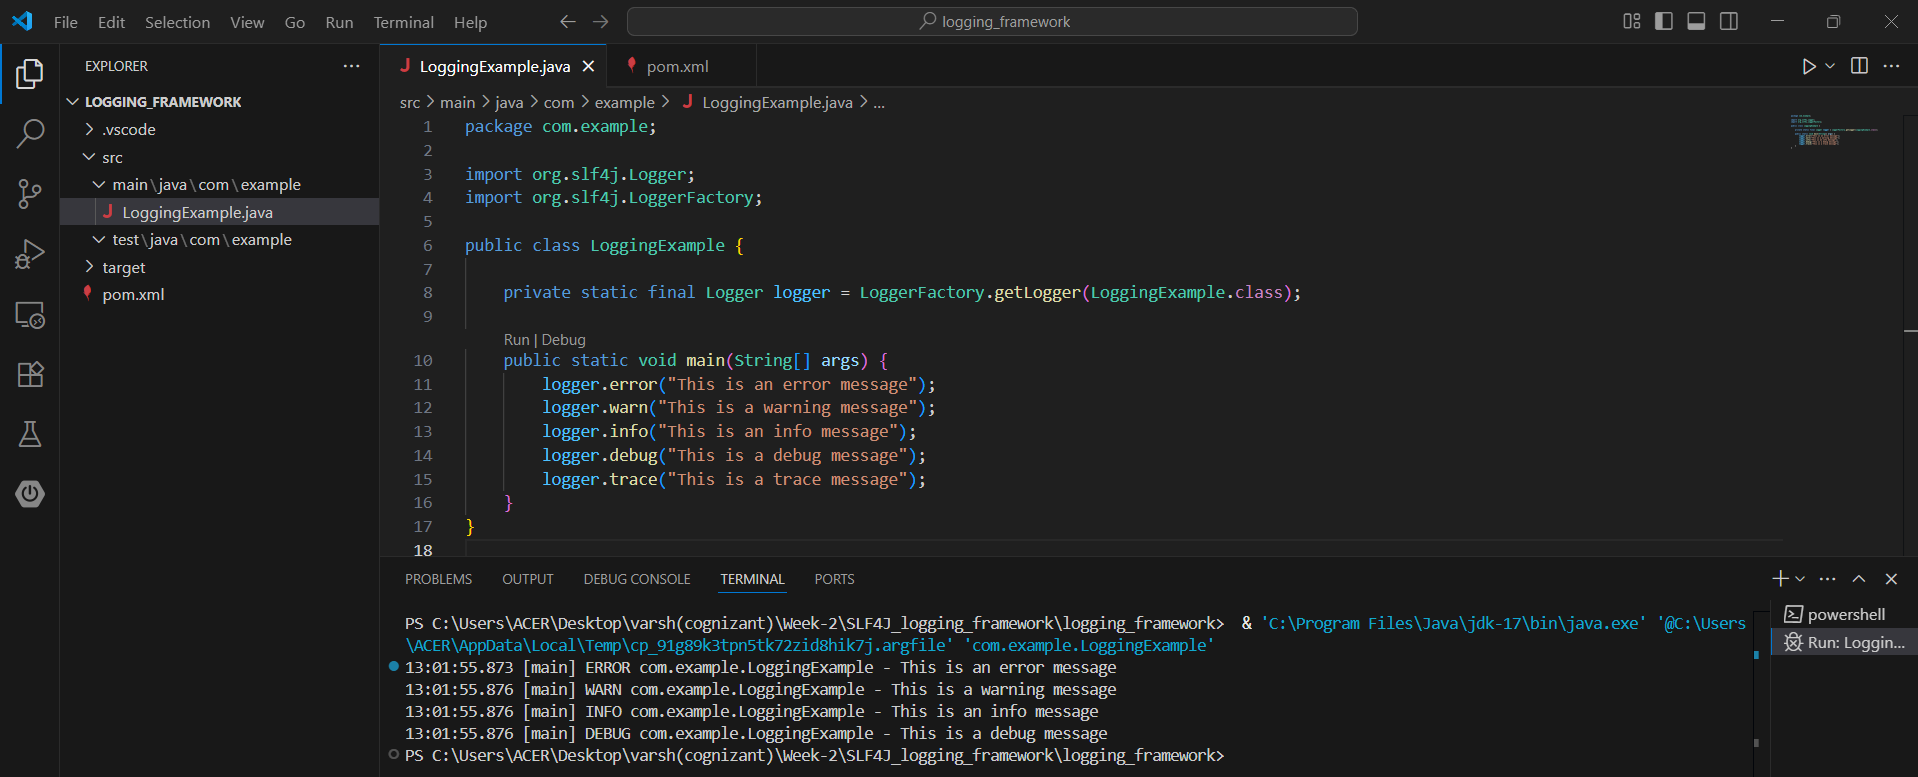 File Edit Selection View Go Run Terminal Help
logging_framework
EXPLORER
LOGGING_FRAMEWORK
.vscode
src
main\java\com\example
LoggingExample.java
test\java\com\example
target
pom.xml
LoggingExample.java
pom.xml
src > main > java > com > example > LoggingExample.java > ...
1 package com.example;
2
3 import org.slf4j.Logger;
4 import org.slf4j.LoggerFactory;
5
6 public class LoggingExample {
7
8 private static final Logger logger = LoggerFactory.getLogger(LoggingExample.class);
9
Run | Debug
10 public static void main(String[] args) {
11 logger.error("This is an error message");
12 logger.warn("This is a warning message");
13 logger.info("This is an info message");
14 logger.debug("This is a debug message");
15 logger.trace("This is a trace message");
16 }
17 }
18
PROBLEMS OUTPUT DEBUG CONSOLE TERMINAL PORTS
PS C:\Users\ACER\Desktop\varsh(cognizant)\Week-2\SLF4J_logging_framework\logging_framework> & 'C:\Program Files\Java\jdk-17\bin\java.exe' '@C:\Users
\ACER\AppData\Local\Temp\cp_91g89k3tpn5tk72zid8hik7j.argfile' 'com.example.LoggingExample'
13:01:55.873 [main] ERROR com.example.LoggingExample - This is an error message
13:01:55.876 [main] WARN com.example.LoggingExample - This is a warning message
13:01:55.876 [main] INFO com.example.LoggingExample - This is an info message
13:01:55.876 [main] DEBUG com.example.LoggingExample - This is a debug message
PS C:\Users\ACER\Desktop\varsh(cognizant)\Week-2\SLF4J_logging_framework\logging_framework>
powershell
Run: Loggin...